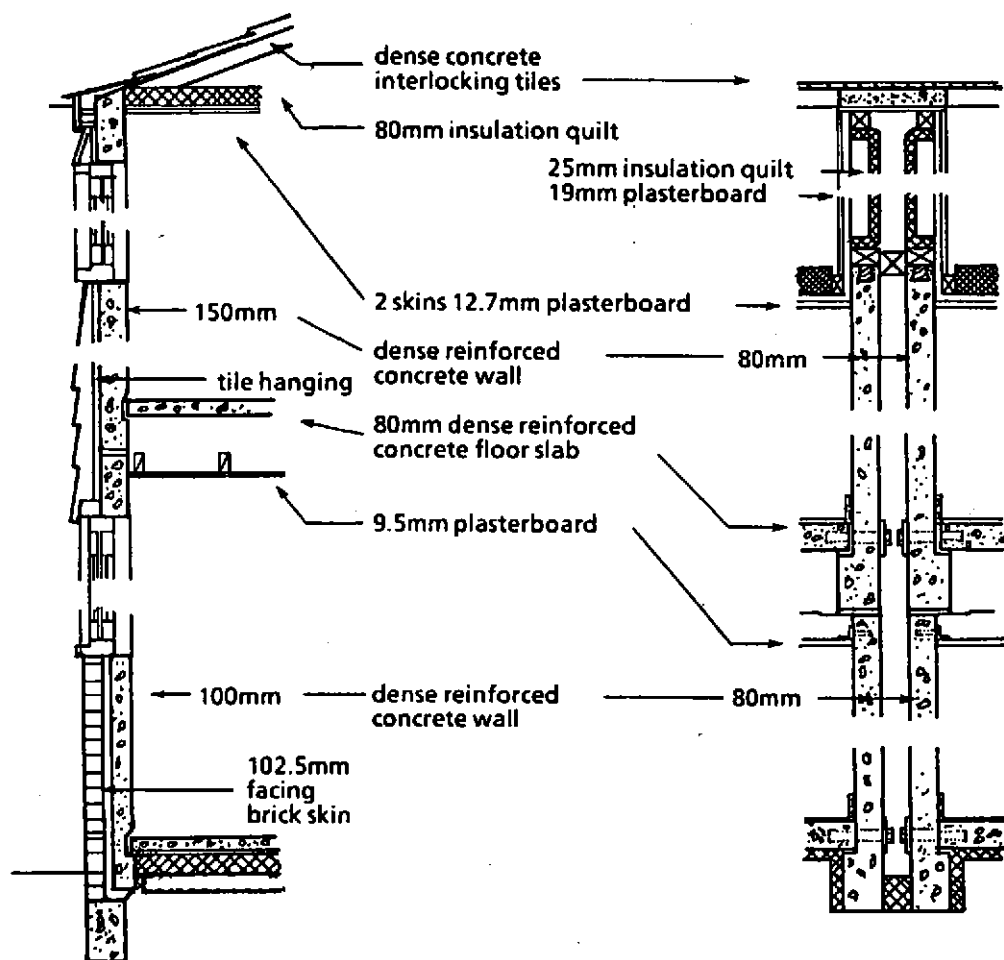 dense concrete
interlocking tiles
80mm insulation quilt
25mm insulation quilt
19mm plasterboard
2 skins 12.7mm plasterboard
150mm
dense reinforced
concrete wall
80mm
tile hanging
80mm dense reinforced
concrete floor slab
9.5mm plasterboard
100mm
dense reinforced
concrete wall
80mm
102.5mm
facing
brick skin